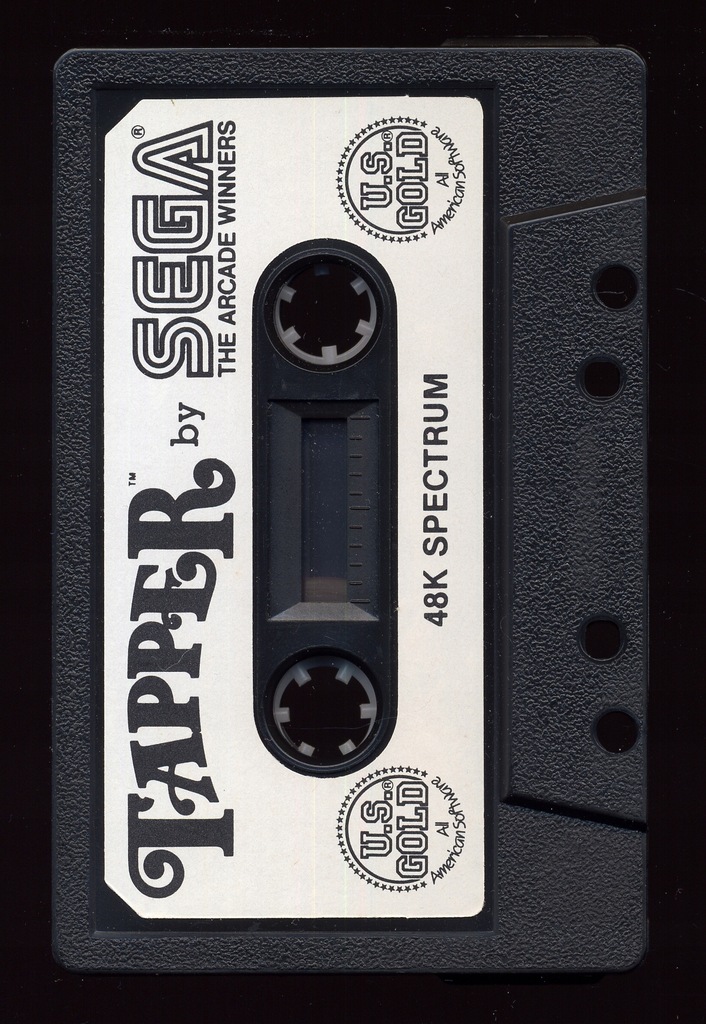 TAPPER™ by SEGA®
THE ARCADE WINNERS
U.S.®
GOLD
All
American Software
48K SPECTRUM
U.S.®
GOLD
All
American Software